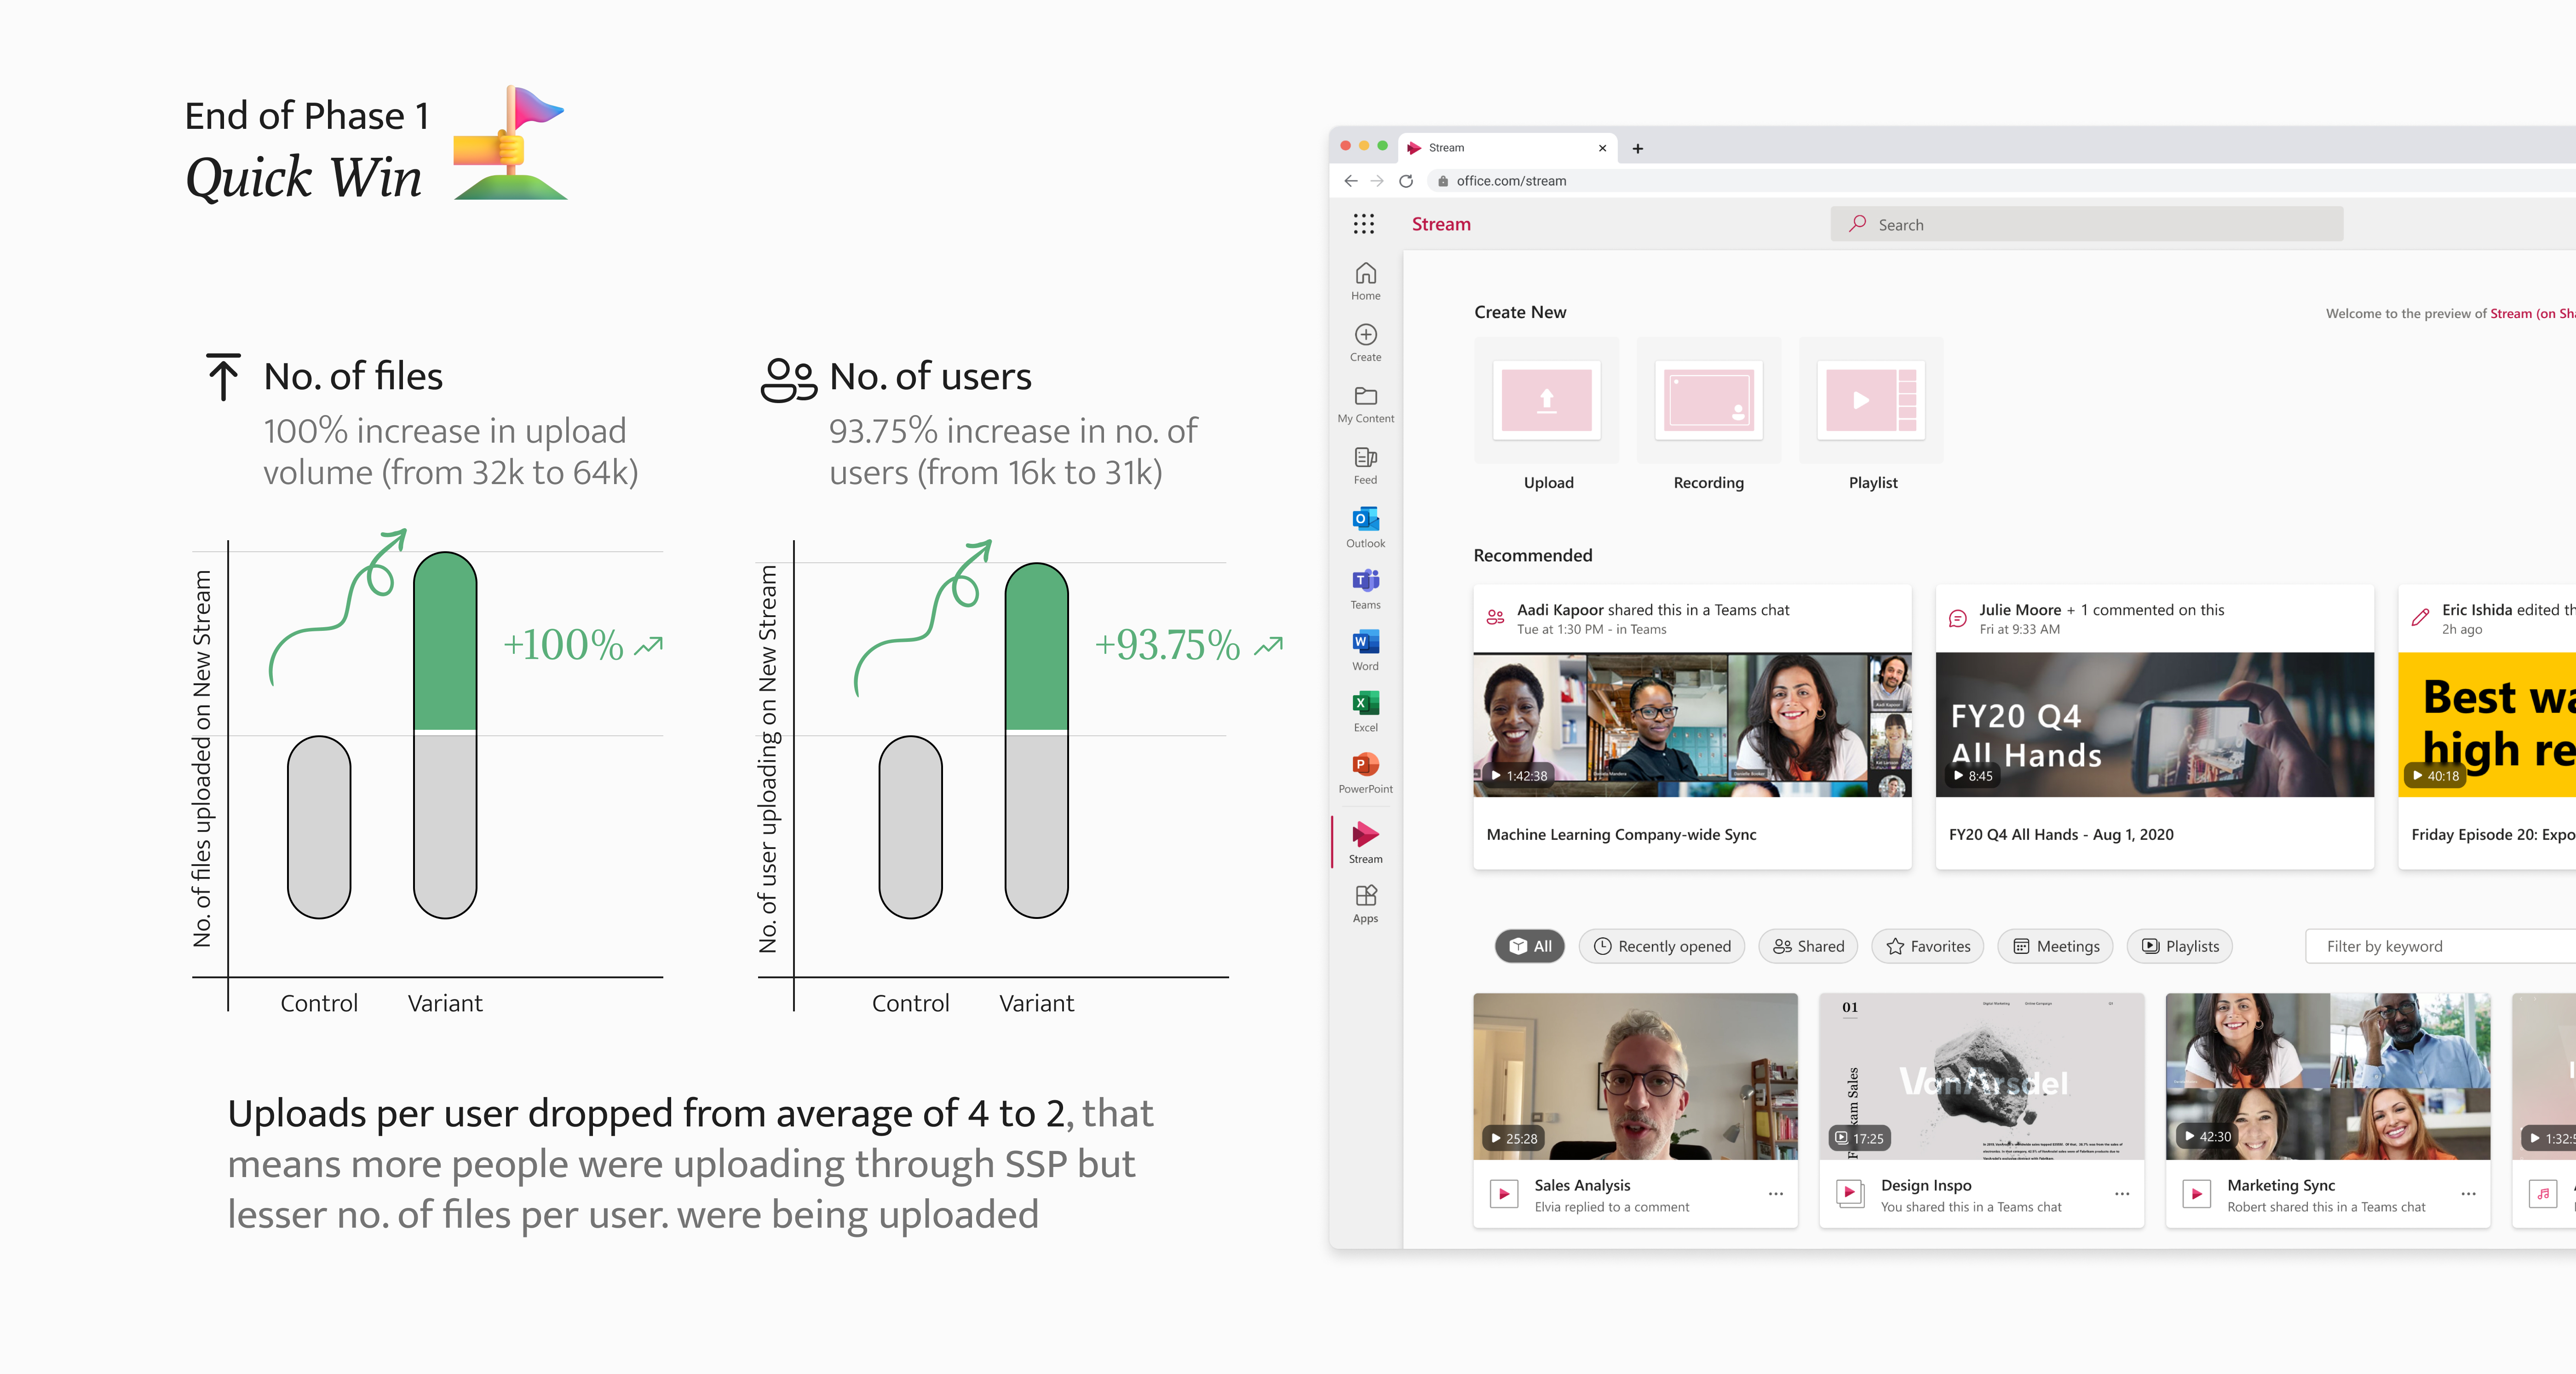 End of Phase 1
Quick Win
No. of files
100% increase in upload
volume (from 32k to 64k)
No. of files uploaded on New Stream
+100%
Control
Variant
No. of users
93.75% increase in no. of
users (from 16k to 31k)
No. of user uploading on New Stream
+93.75%
Control
Variant
Uploads per user dropped from average of 4 to 2, that
means more people were uploading through SSP but
lesser no. of files per user. were being uploaded
Stream
office.com/stream
Stream
Search
Home
Create
My Content
Feed
Outlook
Teams
Word
Excel
PowerPoint
Stream
Apps
Create New
Welcome to the preview of Stream (on Sha
Upload
Recording
Playlist
Recommended
Aadi Kapoor shared this in a Teams chat
Tue at 1:30 PM - in Teams
1:42:38
Machine Learning Company-wide Sync
Julie Moore + 1 commented on this
Fri at 9:33 AM
FY20 Q4
All Hands
8:45
FY20 Q4 All Hands - Aug 1, 2020
Eric Ishida edited th
2h ago
Best wa
high re
40:18
Friday Episode 20: Expo
All
Recently opened
Shared
Favorites
Meetings
Playlists
Filter by keyword
25:28
Sales Analysis
Elvia replied to a comment
01
Digital Marketing
VanArsdel
17:25
Design Inspo
You shared this in a Teams chat
42:30
Marketing Sync
Robert shared this in a Teams chat
1:32:5